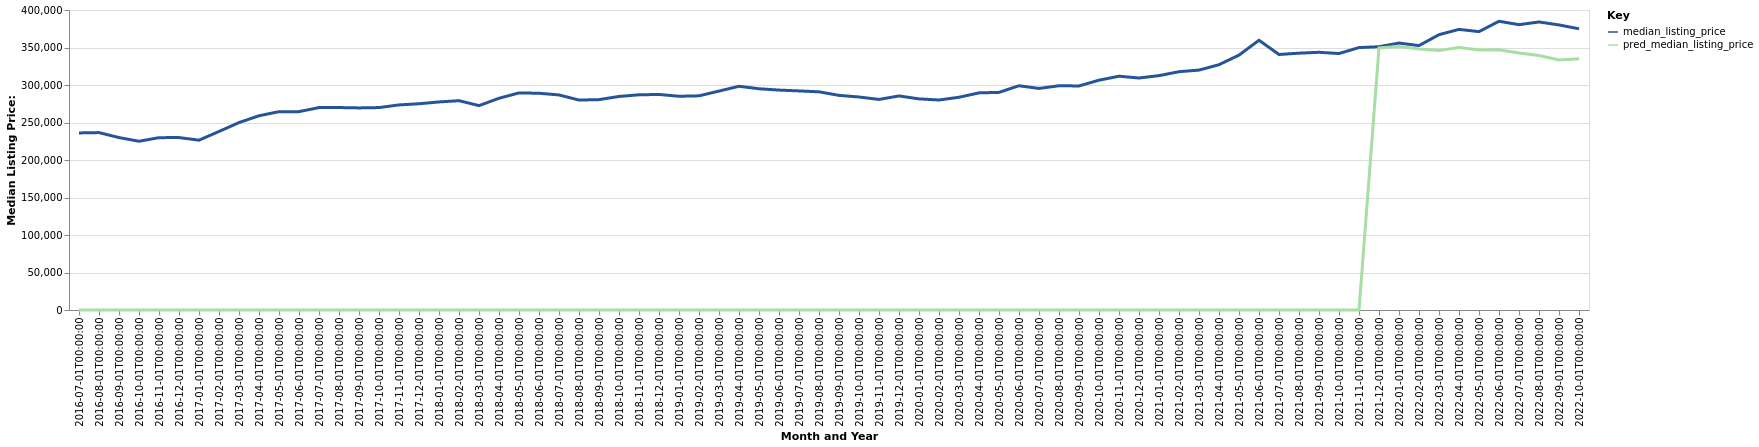 400,000
350,000
300,000
250,000
200,000
150,000
100,000
50,000
0
Median Listing Price:
2016-07-01T00:00:00
2016-08-01T00:00:00
2016-09-01T00:00:00
2016-10-01T00:00:00
2016-11-01T00:00:00
2016-12-01T00:00:00
2017-01-01T00:00:00
2017-02-01T00:00:00
2017-03-01T00:00:00
2017-04-01T00:00:00
2017-05-01T00:00:00
2017-06-01T00:00:00
2017-07-01T00:00:00
2017-08-01T00:00:00
2017-09-01T00:00:00
2017-10-01T00:00:00
2017-11-01T00:00:00
2017-12-01T00:00:00
2018-01-01T00:00:00
2018-02-01T00:00:00
2018-03-01T00:00:00
2018-04-01T00:00:00
2018-05-01T00:00:00
2018-06-01T00:00:00
2018-07-01T00:00:00
2018-08-01T00:00:00
2018-09-01T00:00:00
2018-10-01T00:00:00
2018-11-01T00:00:00
2018-12-01T00:00:00
2019-01-01T00:00:00
2019-02-01T00:00:00
2019-03-01T00:00:00
2019-04-01T00:00:00
2019-05-01T00:00:00
2019-06-01T00:00:00
2019-07-01T00:00:00
2019-08-01T00:00:00
2019-09-01T00:00:00
2019-10-01T00:00:00
2019-11-01T00:00:00
2019-12-01T00:00:00
2020-01-01T00:00:00
2020-02-01T00:00:00
2020-03-01T00:00:00
2020-04-01T00:00:00
2020-05-01T00:00:00
2020-06-01T00:00:00
2020-07-01T00:00:00
2020-08-01T00:00:00
2020-09-01T00:00:00
2020-10-01T00:00:00
2020-11-01T00:00:00
2020-12-01T00:00:00
2021-01-01T00:00:00
2021-02-01T00:00:00
2021-03-01T00:00:00
2021-04-01T00:00:00
2021-05-01T00:00:00
2021-06-01T00:00:00
2021-07-01T00:00:00
2021-08-01T00:00:00
2021-09-01T00:00:00
2021-10-01T00:00:00
2021-11-01T00:00:00
2021-12-01T00:00:00
2022-01-01T00:00:00
2022-02-01T00:00:00
2022-03-01T00:00:00
2022-04-01T00:00:00
2022-05-01T00:00:00
2022-06-01T00:00:00
2022-07-01T00:00:00
2022-08-01T00:00:00
2022-09-01T00:00:00
2022-10-01T00:00:00
Month and Year
Key
median_listing_price
pred_median_listing_price